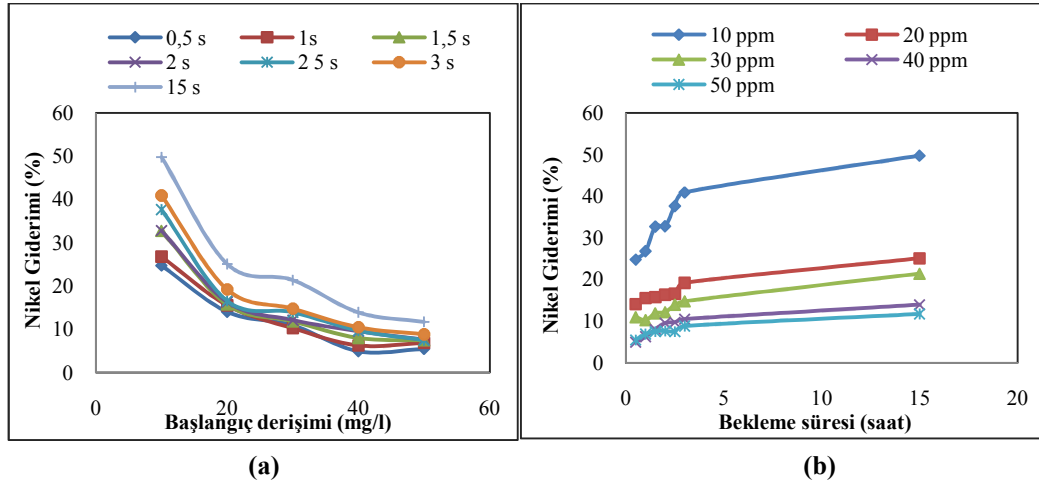 0,5 s 1s 1,5 s
2 s 2 5 s 3 s
15 s
60
50
40
30
20
10
0
0 20 40 60
Nikel Giderimi (%)
Başlangıç derişimi (mg/l)
(a)
10 ppm 20 ppm
30 ppm 40 ppm
50 ppm
60
50
40
30
20
10
0
0 5 10 15 20
Nikel Giderimi (%)
Bekleme süresi (saat)
(b)